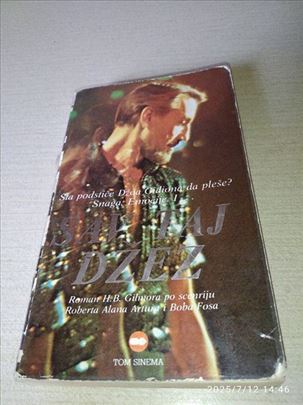 Šta podstiče Džoa Gidiona da pleše?
Snaga. Emocije. I
SAV TAJ
DŽEZ
Roman H.B. Gilmora po scenariju
Roberta Alana Artura i Boba Fosa
TOM SINEMA
2025/7/12 14:46